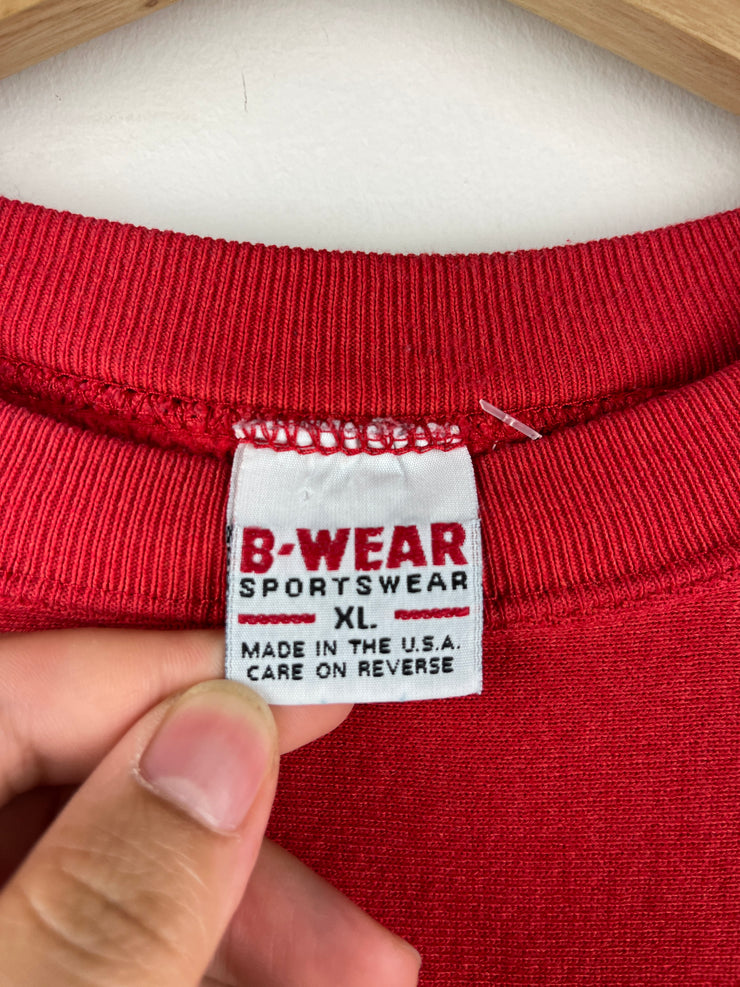 B-WEAR
SPORTSWEAR
XL
MADE IN THE U.S.A.
CARE ON REVERSE